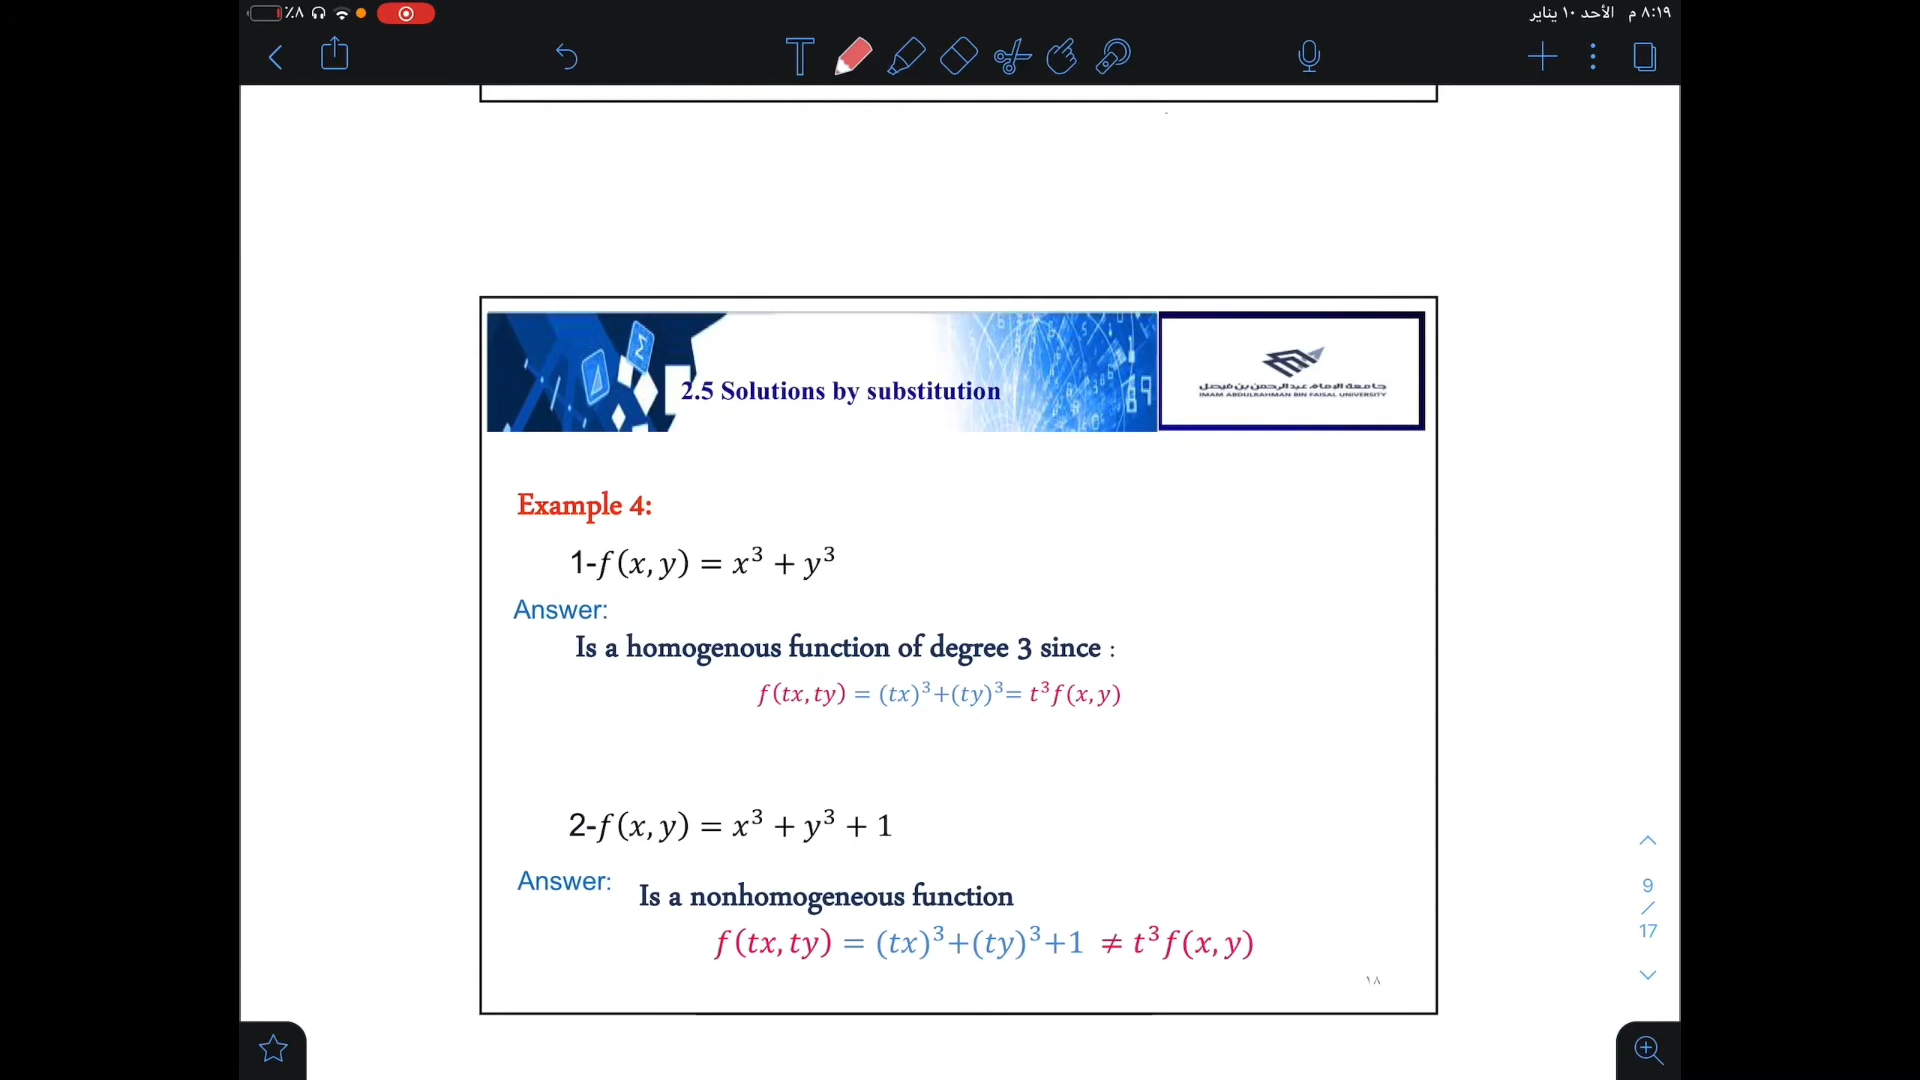 ٪٨
٨:١٩ م الأحد ١٠ يناير
2.5 Solutions by substitution
جامعة الإمام عبدالرحمن بن فيصل
IMAM ABDULRAHMAN BIN FAISAL UNIVERSITY
Example 4:
1-f(x, y) = x³ + y³
Answer:
Is a homogenous function of degree 3 since :
f(tx, ty) = (tx)³+(ty)³= t³f(x, y)
2-f(x, y) = x³ + y³ + 1
Answer:
Is a nonhomogeneous function
f(tx, ty) = (tx)³+(ty)³+1 ≠ t³f(x, y)
١٨
9
/
17